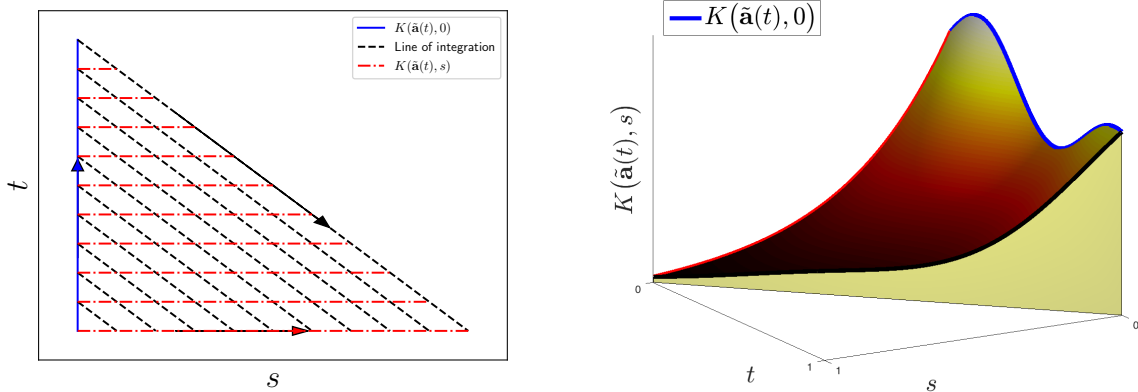 K(ã(t), 0)
Line of integration
K(ã(t), s)
t
s
K(ã(t), 0)
K(ã(t), s)
0
t
1
1
s
0